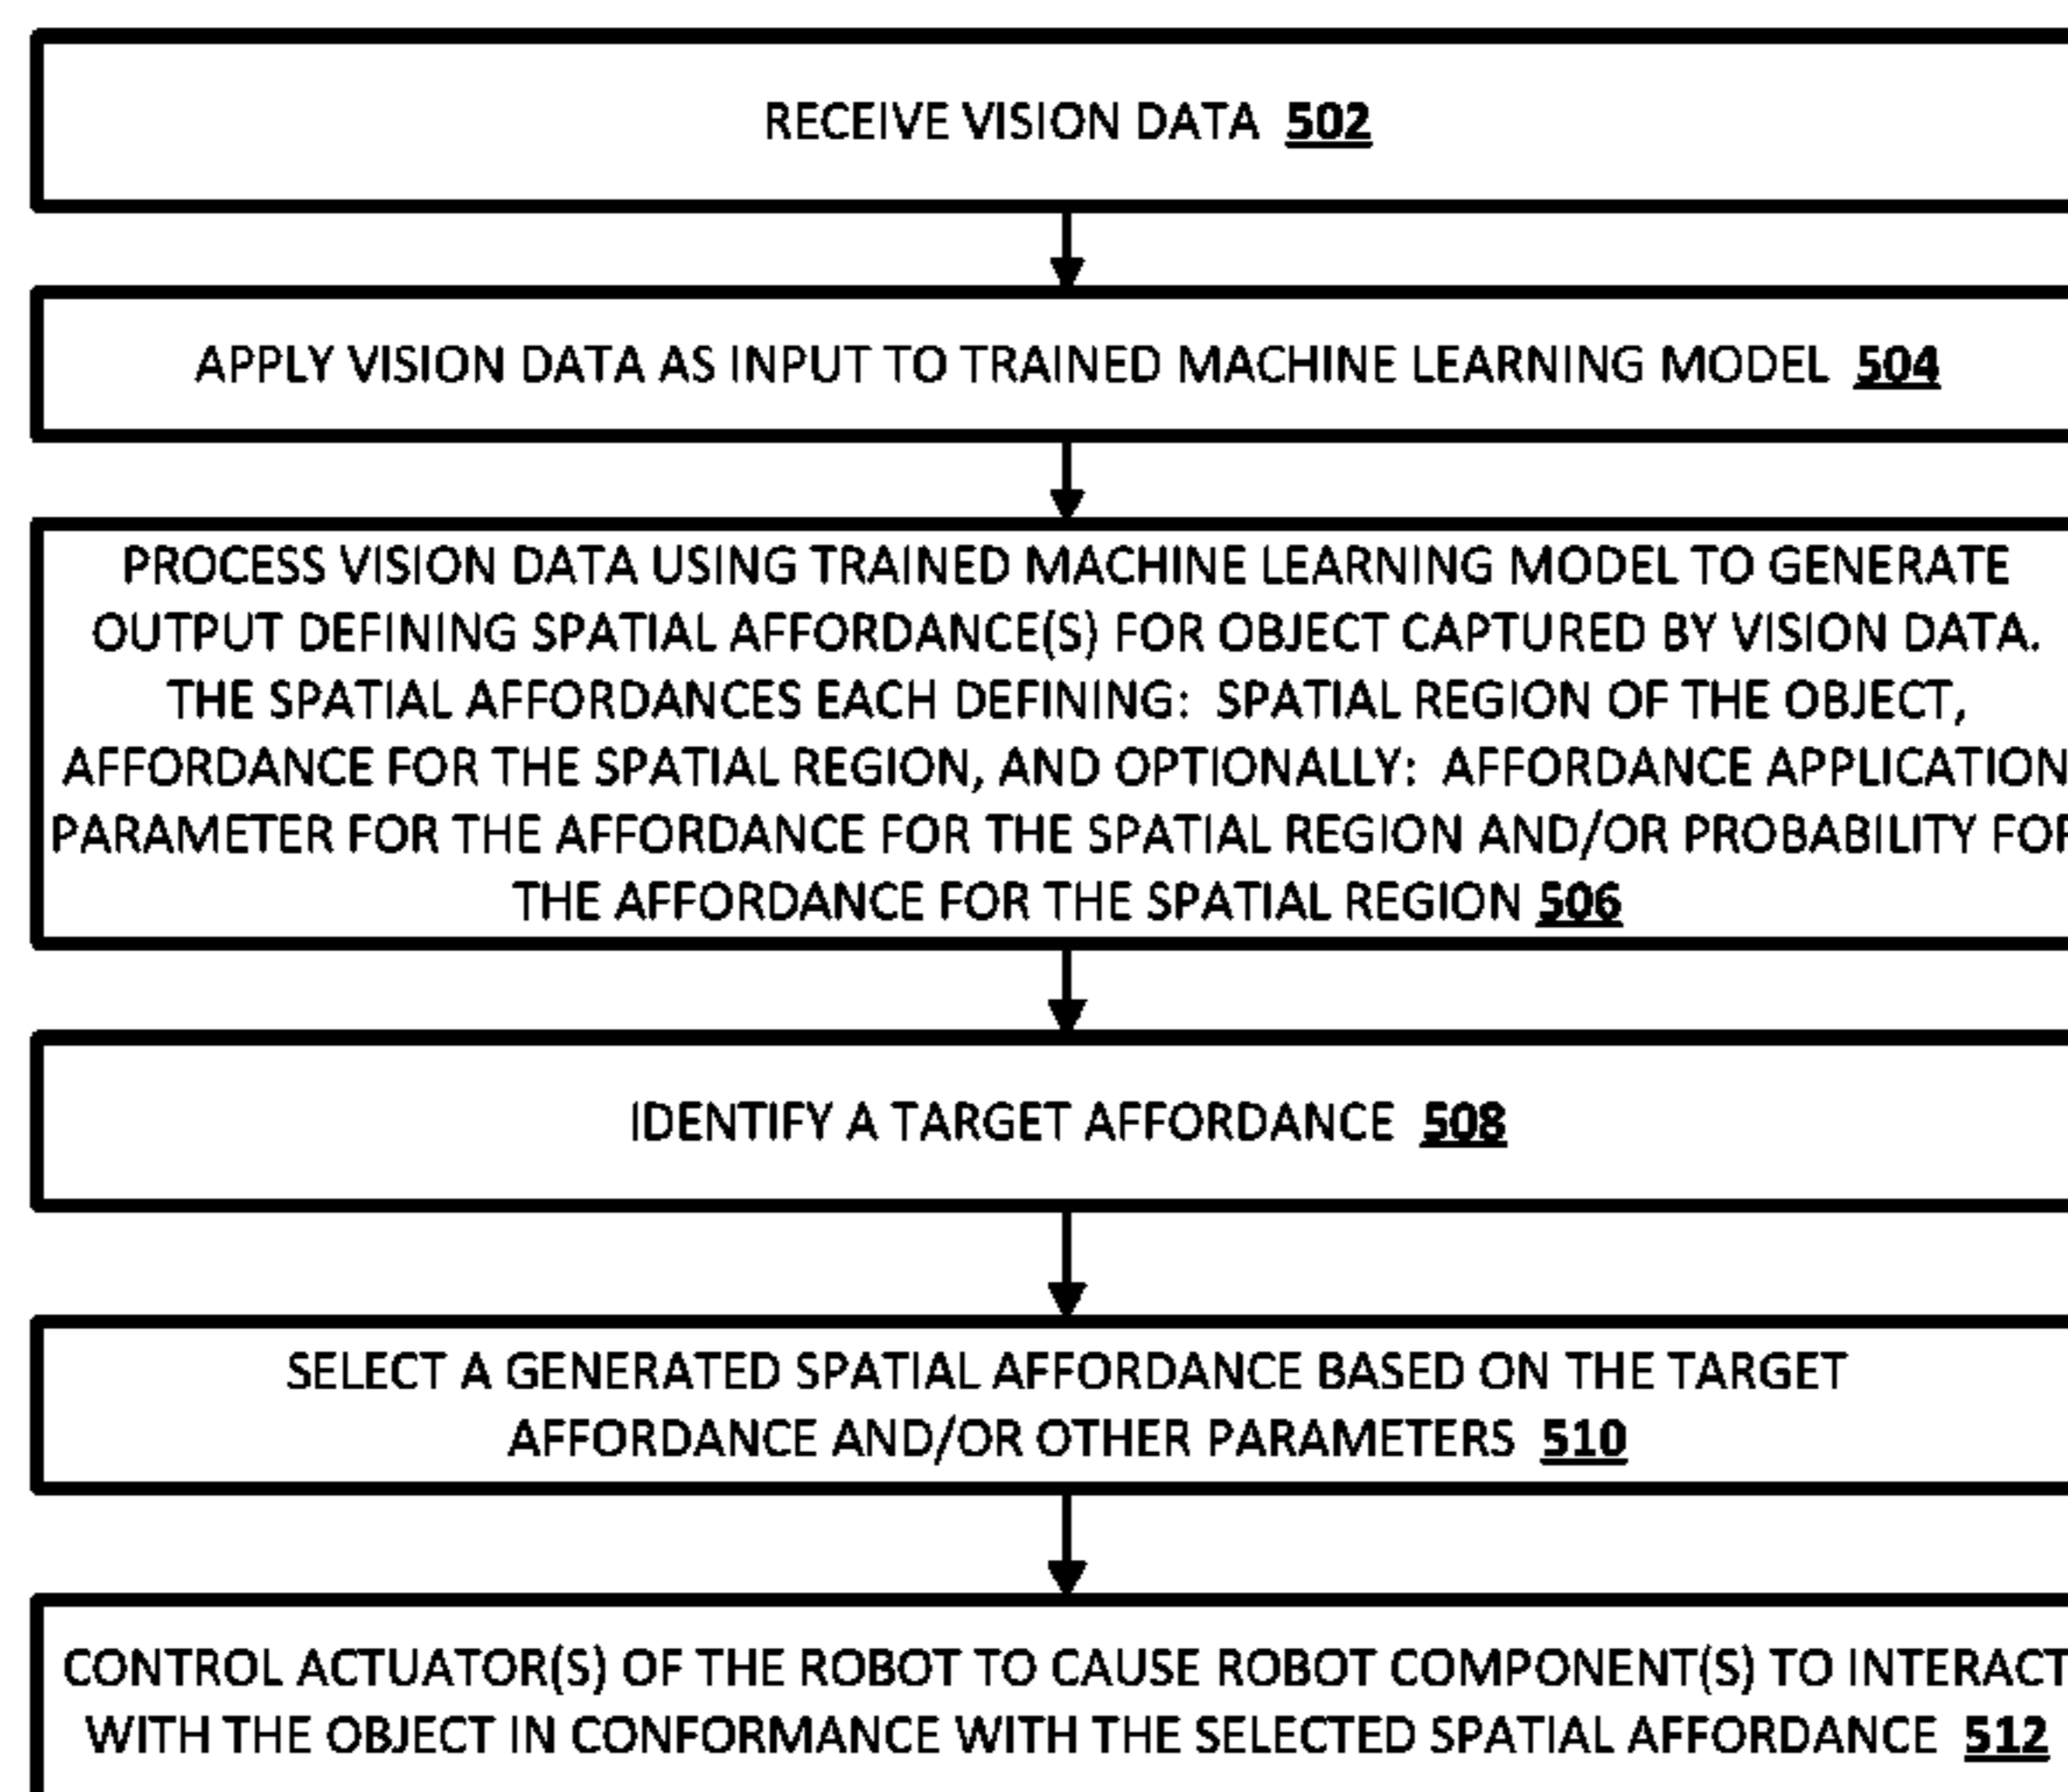 RECEIVE VISION DATA 502
APPLY VISION DATA AS INPUT TO TRAINED MACHINE LEARNING MODEL 504
PROCESS VISION DATA USING TRAINED MACHINE LEARNING MODEL TO GENERATE
OUTPUT DEFINING SPATIAL AFFORDANCE(S) FOR OBJECT CAPTURED BY VISION DATA.
THE SPATIAL AFFORDANCES EACH DEFINING: SPATIAL REGION OF THE OBJECT,
AFFORDANCE FOR THE SPATIAL REGION, AND OPTIONALLY: AFFORDANCE APPLICATION
PARAMETER FOR THE AFFORDANCE FOR THE SPATIAL REGION AND/OR PROBABILITY FOR
THE AFFORDANCE FOR THE SPATIAL REGION 506
IDENTIFY A TARGET AFFORDANCE 508
SELECT A GENERATED SPATIAL AFFORDANCE BASED ON THE TARGET
AFFORDANCE AND/OR OTHER PARAMETERS 510
CONTROL ACTUATOR(S) OF THE ROBOT TO CAUSE ROBOT COMPONENT(S) TO INTERACT
WITH THE OBJECT IN CONFORMANCE WITH THE SELECTED SPATIAL AFFORDANCE 512